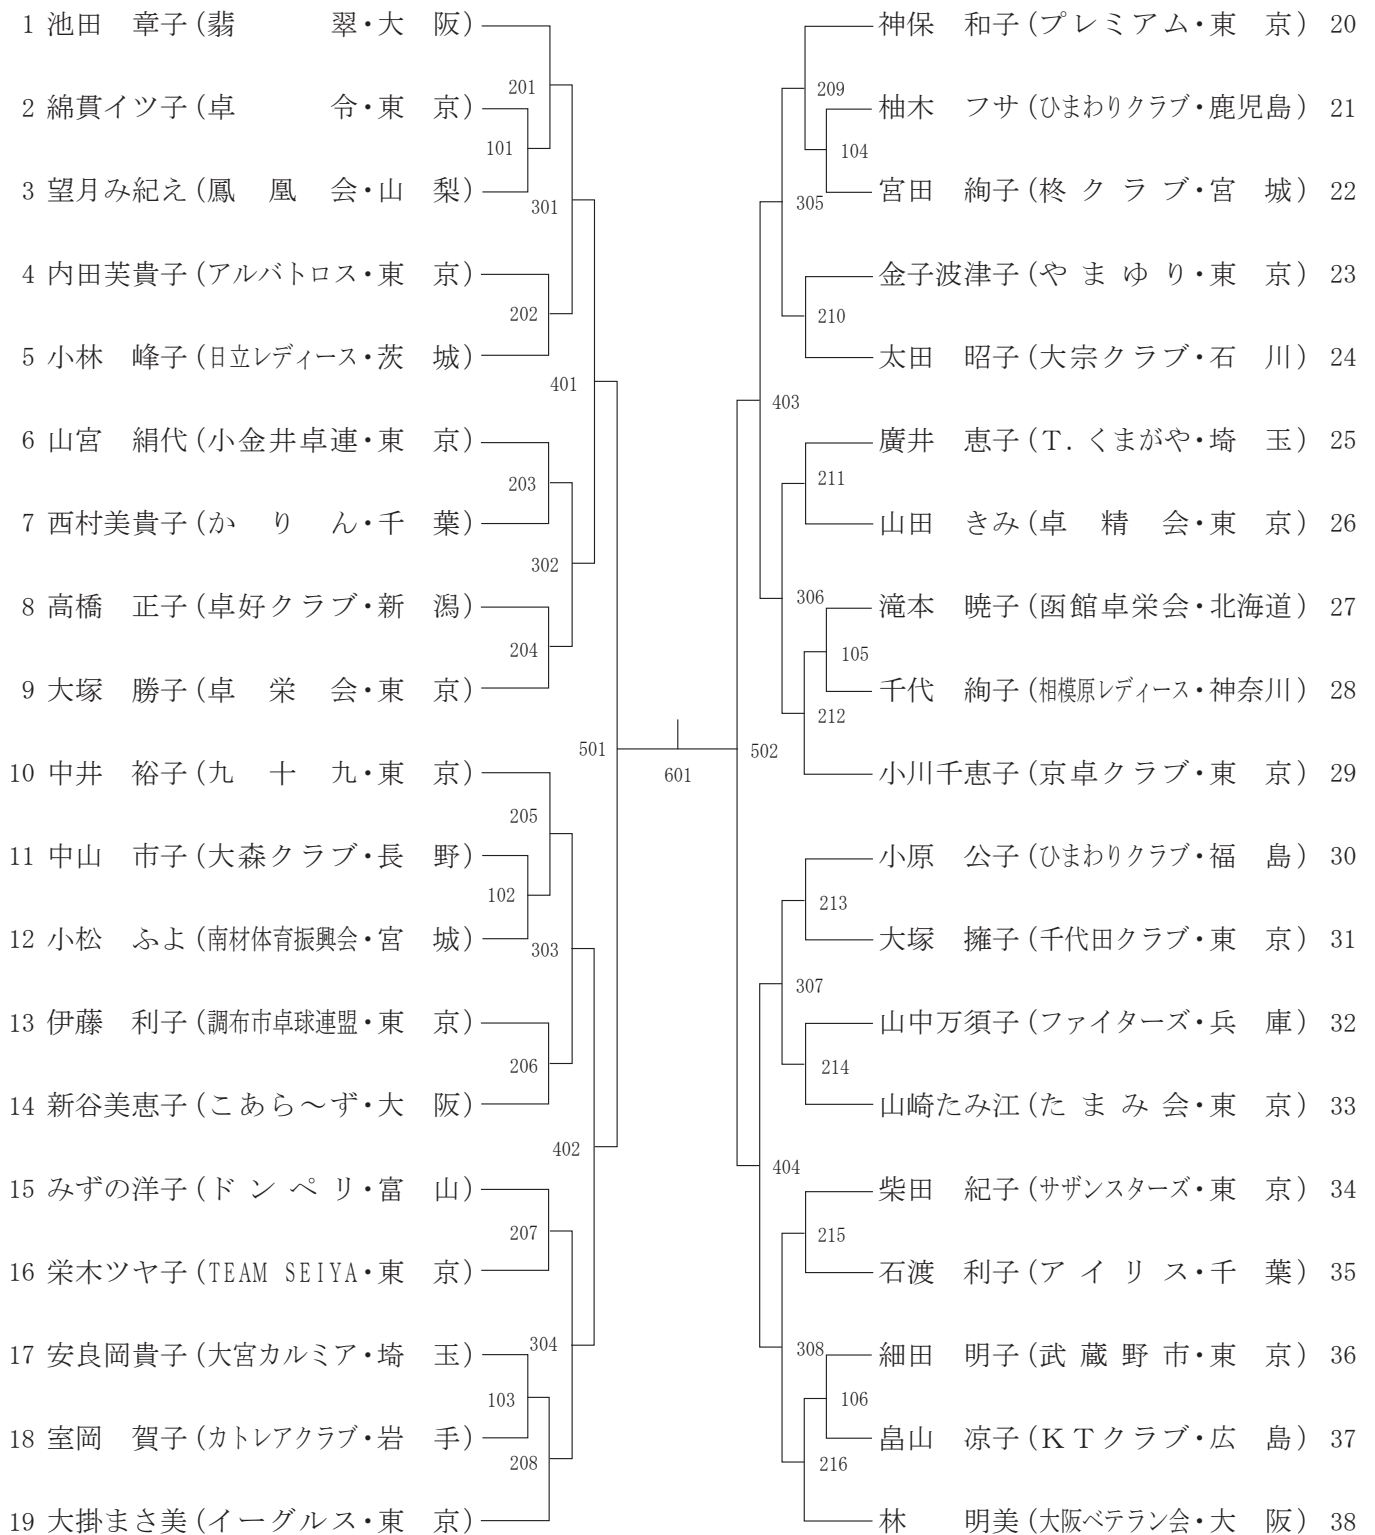 1 池田　章子（翡　翠・大　阪）
201
2 綿貫イツ子（卓　令・東　京）
101
3 望月み紀え（鳳　凰　会・山　梨）
301
4 内田芙貴子（アルバトロス・東　京）
202
5 小林　峰子（日立レディース・茨　城）
401
6 山宮　絹代（小金井卓連・東　京）
203
7 西村美貴子（か　り　ん・千　葉）
302
8 高橋　正子（卓好クラブ・新　潟）
204
9 大塚　勝子（卓　栄　会・東　京）
501
10 中井　裕子（九　十　九・東　京）
205
11 中山　市子（大森クラブ・長　野）
102
12 小松　ふよ（南材体育振興会・宮　城）
303
13 伊藤　利子（調布市卓球連盟・東　京）
206
14 新谷美恵子（こあら～ず・大　阪）
402
15 みずの洋子（ドンペリ・富　山）
207
16 栄木ツヤ子（TEAM SEIYA・東　京）
304
17 安良岡貴子（大宮カルミア・埼　玉）
103
18 室岡　賀子（カトレアクラブ・岩　手）
208
19 大掛まさ美（イーグルス・東　京）
601
神保　和子（プレミアム・東　京） 20
209
柚木　フサ（ひまわりクラブ・鹿児島） 21
104
宮田　絢子（柊クラブ・宮　城） 22
305
金子波津子（やまゆり・東　京） 23
210
太田　昭子（大宗クラブ・石　川） 24
403
廣井　恵子（T.くまがや・埼　玉） 25
211
山田　きみ（卓　精　会・東　京） 26
306
滝本　暁子（函館卓栄会・北海道） 27
105
千代　絢子（相模原レディース・神奈川） 28
212
502
小川千恵子（京卓クラブ・東　京） 29
小原　公子（ひまわりクラブ・福　島） 30
213
大塚　擁子（千代田クラブ・東　京） 31
307
山中万須子（ファイターズ・兵　庫） 32
214
山崎たみ江（たまみ会・東　京） 33
404
柴田　紀子（サザンスターズ・東　京） 34
215
石渡　利子（アイリス・千　葉） 35
308
細田　明子（武蔵野市・東　京） 36
106
畠山　凉子（KTクラブ・広　島） 37
216
林　明美（大阪ベテラン会・大　阪） 38